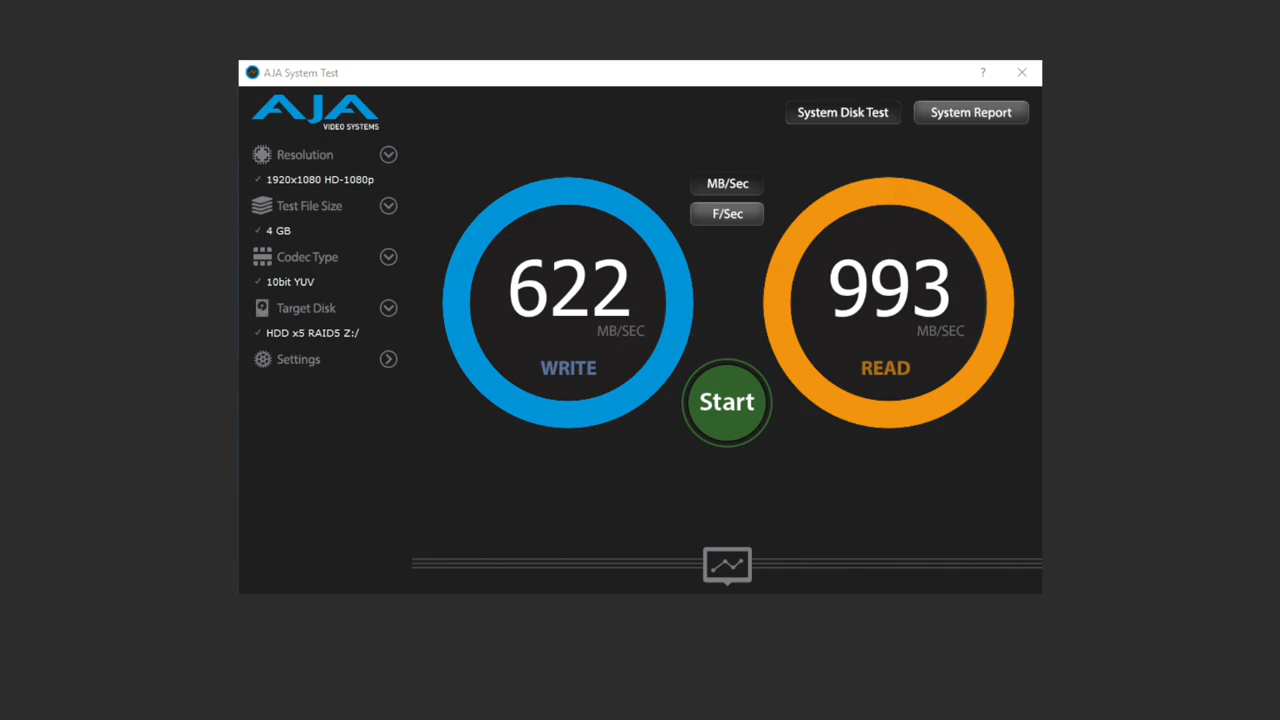 AJA System Test
?
AJA
VIDEO SYSTEMS
System Disk Test
System Report
Resolution
1920x1080 HD-1080p
Test File Size
4 GB
Codec Type
10bit YUV
Target Disk
HDD x5 RAID5 Z:/
Settings
MB/Sec
F/Sec
622
MB/SEC
WRITE
993
MB/SEC
READ
Start